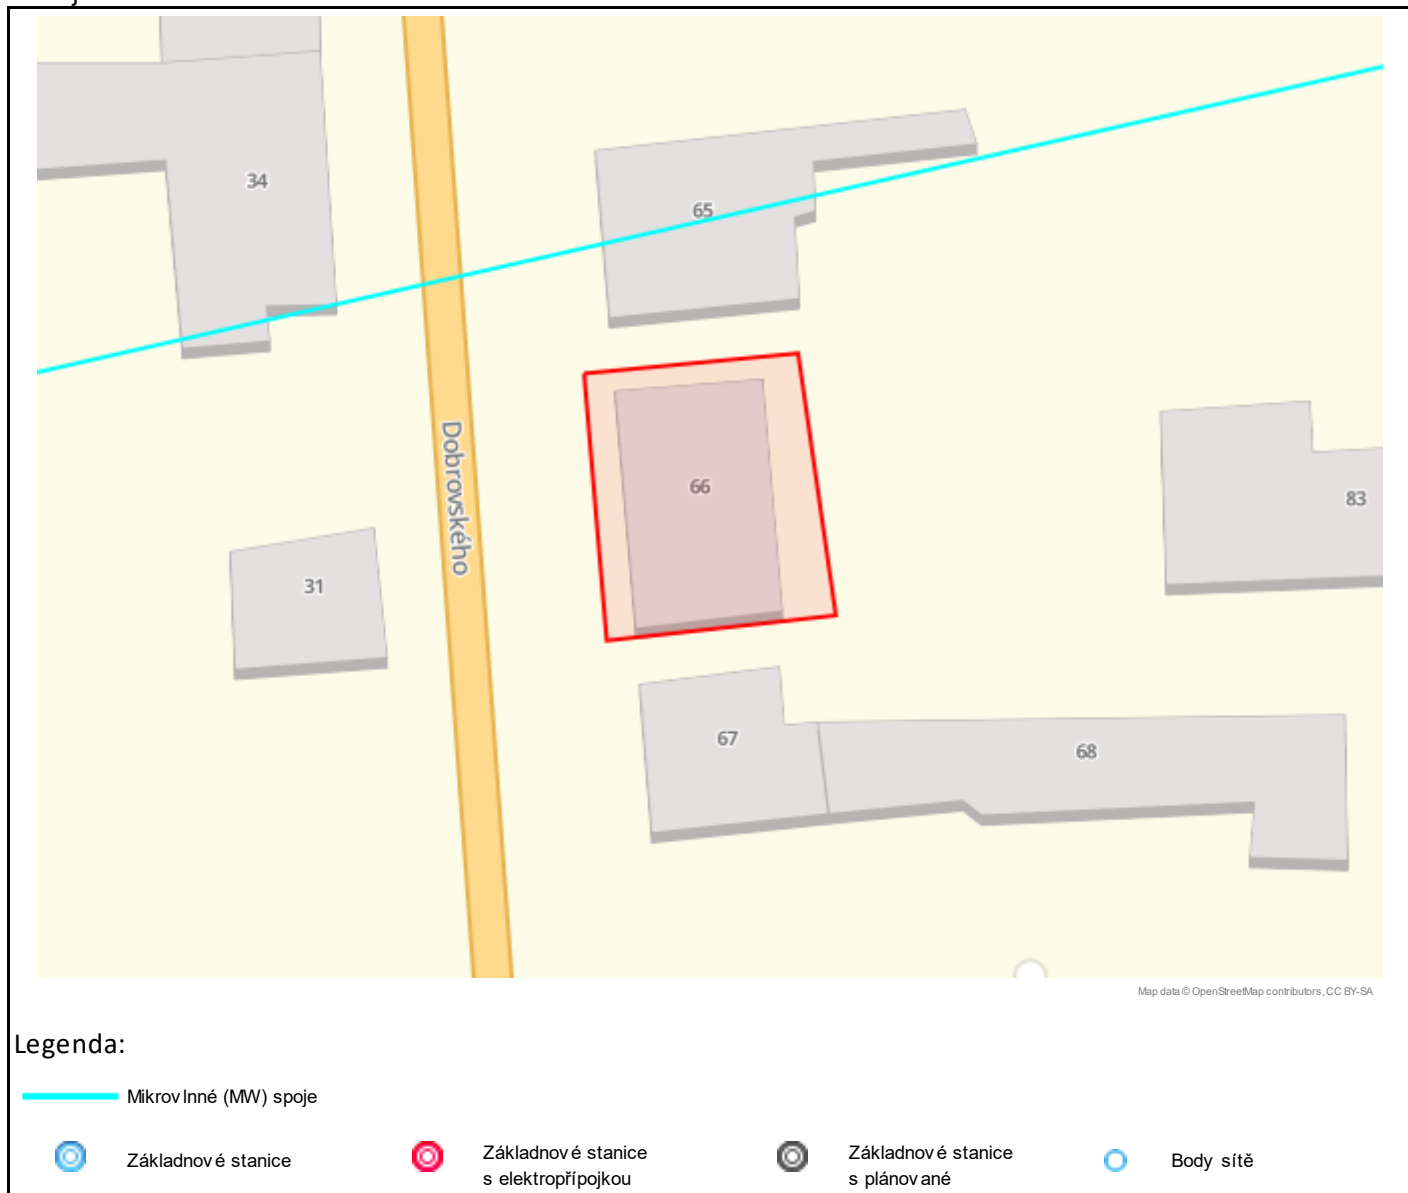 34
65
66
Dobrovského
83
31
67
68
Map data © OpenStreetMap contributors, CC BY-SA
Legenda:
Mikrovlnné (MW) spoje
Základnové stanice
Základnové stanice
s elektropřípojkou
Základnové stanice
s plánované
Body sítě